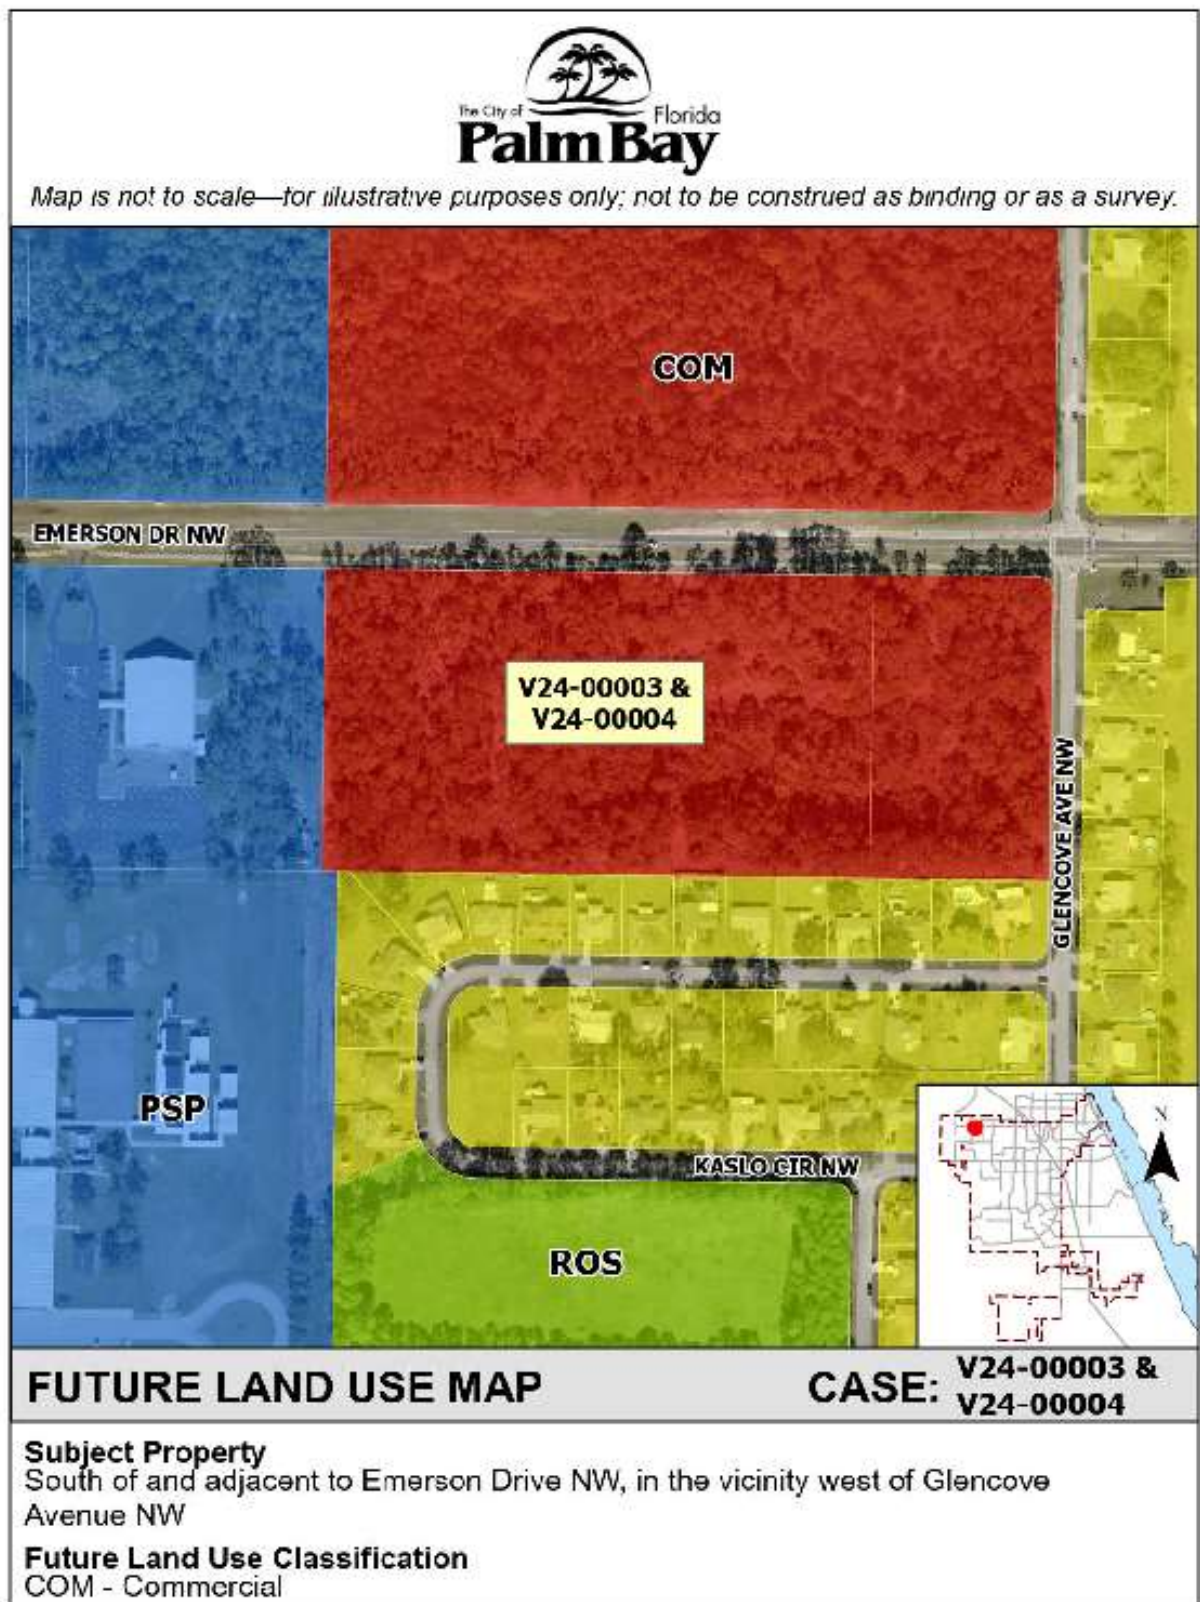 The City of Florida
Palm Bay
Map is not to scale—for illustrative purposes only; not to be construed as binding or as a survey.
COM
EMERSON DR NW
V24-00003 &
V24-00004
GLENCOVE AVE NW
PSP
KASLO CIR NW
N
ROS
FUTURE LAND USE MAP
CASE: V24-00003 &
V24-00004
Subject Property
South of and adjacent to Emerson Drive NW, in the vicinity west of Glencove
Avenue NW
Future Land Use Classification
COM - Commercial